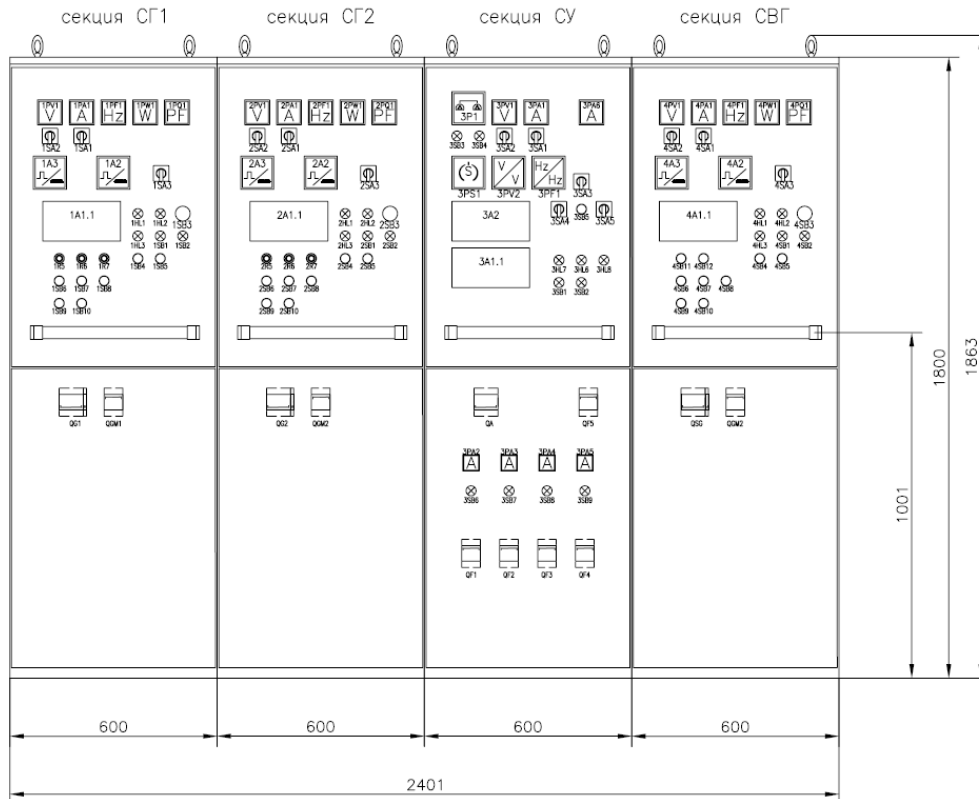 секция СГ1 секция СГ2 секция СУ секция СВГ
1PV1 1PA1 1PF1 1PW1 1PQ1
V A Hz W PF
1SA2 1SA1
1A3 1A2
1SA3
1A1.1
1HL1 1HL2 1SB3
1HL3 1SB1 1SB2
1R5 1R6 1R7 1SB4 1SB5
1SB6 1SB7 1SB8
1SB9 1SB10
QG1 QGM1
2PV1 2PA1 2PF1 2PW1 2PQ1
V A Hz W PF
2SA2 2SA1
2A3 2A2
2SA3
2A1.1
2HL1 2HL2 2SB3
2HL3 2SB1 2SB2
2R5 2R6 2R7 2SB4 2SB5
2SB6 2SB7 2SB8
2SB9 2SB10
QG2 QGM2
3P1 3PV1 3PA1 3PA6
V A A
3SB3 3SB4 3SA2 3SA1
(S) V V Hz Hz
3PS1 3PV2 3PF1 3SA3
3A2
3SA4 3SB5 3SA5
3A1.1
3HL7 3HL6 3HL8
3SB1 3SB2
QA QF5
3PA2 3PA3 3PA4 3PA5
A A A A
3SB6 3SB7 3SB8 3SB9
QF1 QF2 QF3 QF4
4PV1 4PA1 4PF1 4PW1 4PQ1
V A Hz W PF
4SA2 4SA1
4A3 4A2
4SA3
4A1.1
4HL1 4HL2 4SB3
4HL3 4SB1 4SB2
4SB11 4SB12 4SB4 4SB5
4SB6 4SB7 4SB8
4SB9 4SB10
QSG QGM2
1001
1800
1863
600 600 600 600
2401